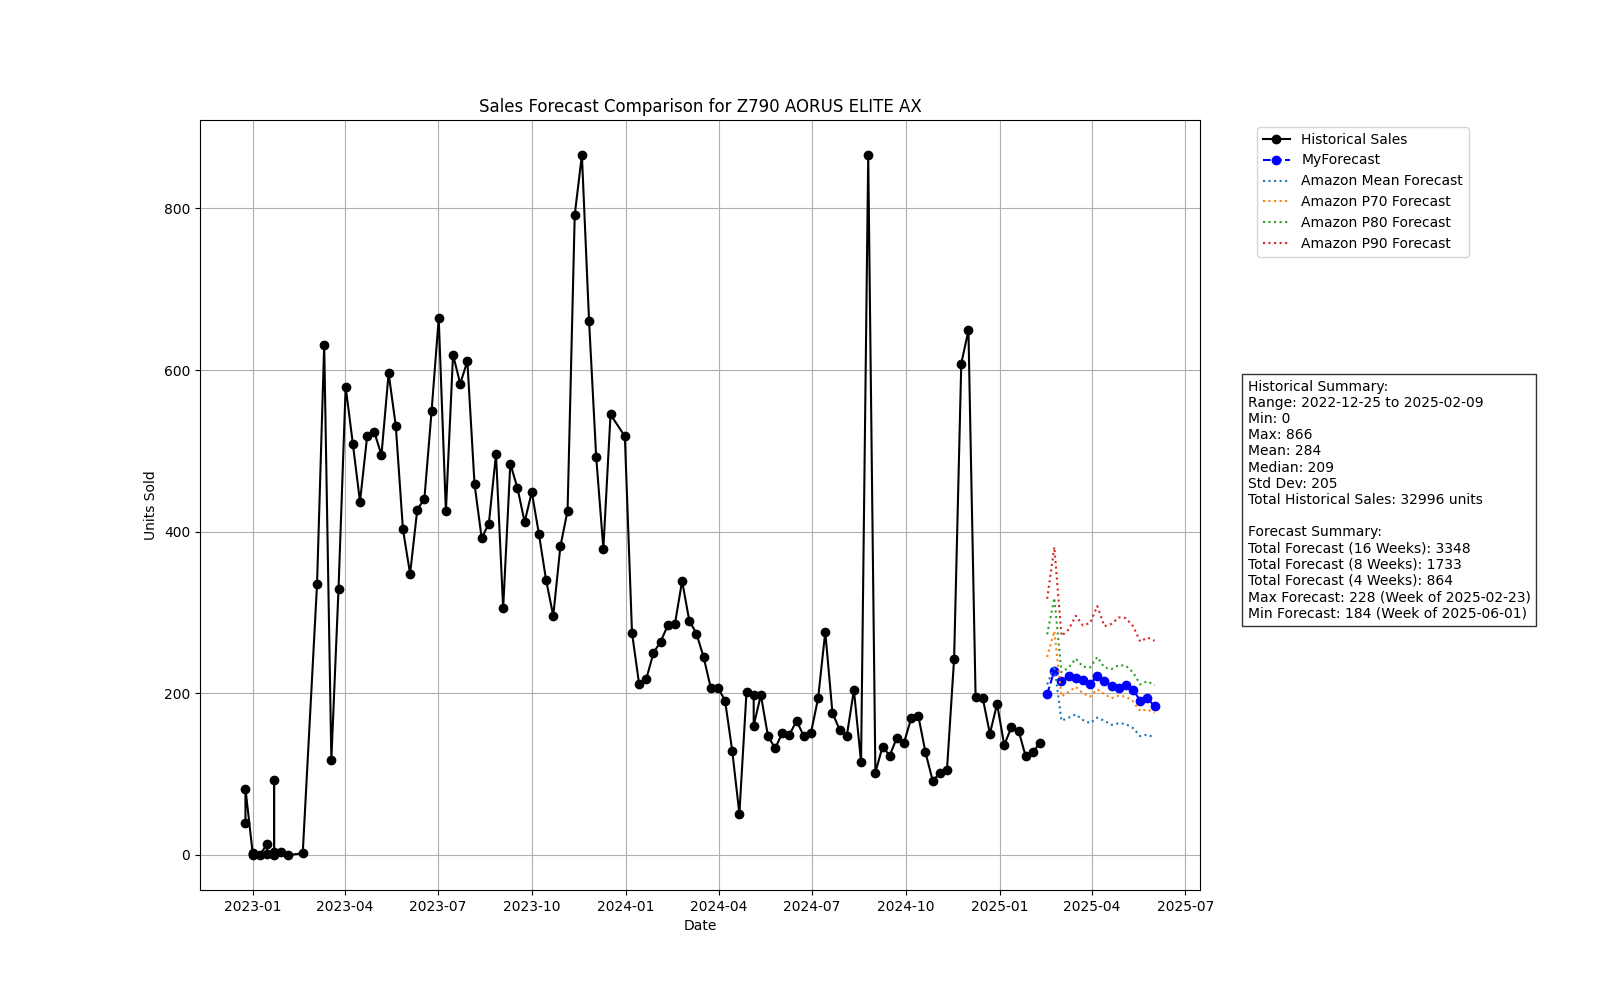 Sales Forecast Comparison for Z790 AORUS ELITE AX
Historical Sales
MyForecast
Amazon Mean Forecast
Amazon P70 Forecast
Amazon P80 Forecast
Amazon P90 Forecast
Units Sold
800
600
400
200
0
Historical Summary:
Range: 2022-12-25 to 2025-02-09
Min: 0
Max: 866
Mean: 284
Median: 209
Std Dev: 205
Total Historical Sales: 32996 units
Forecast Summary:
Total Forecast (16 Weeks): 3348
Total Forecast (8 Weeks): 1733
Total Forecast (4 Weeks): 864
Max Forecast: 228 (Week of 2025-02-23)
Min Forecast: 184 (Week of 2025-06-01)
2023-01 2023-04 2023-07 2023-10 2024-01 2024-04 2024-07 2024-10 2025-01 2025-04 2025-07
Date